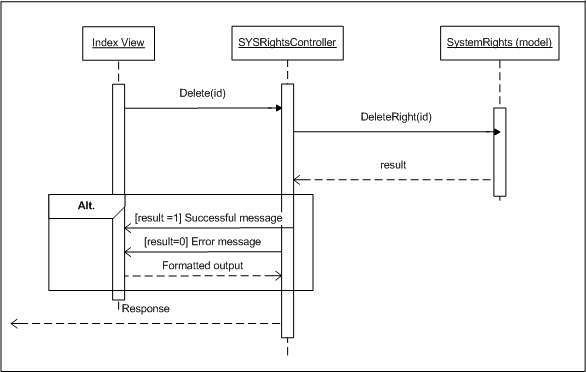 Index View
SYSRightsController
SystemRights (model)
Delete(id)
DeleteRight(id)
result
Alt.
[result =1] Successful message
[result=0] Error message
Formatted output
Response